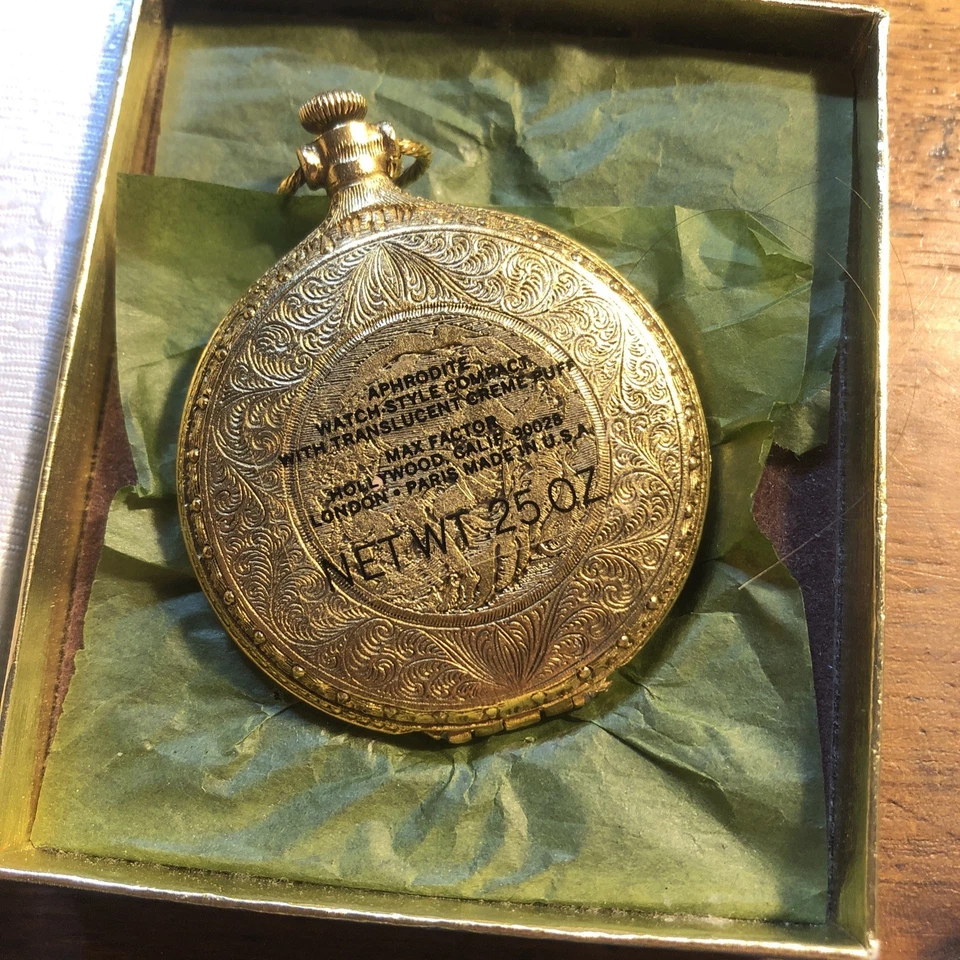 APHRODITE
WATCH-STYLE COMPACT
WITH TRANSLUCENT CREME PUFF
MAX FACTOR
HOLLYWOOD, CALIF. 90028
LONDON • PARIS MADE IN U.S.A.
NET WT .25 OZ